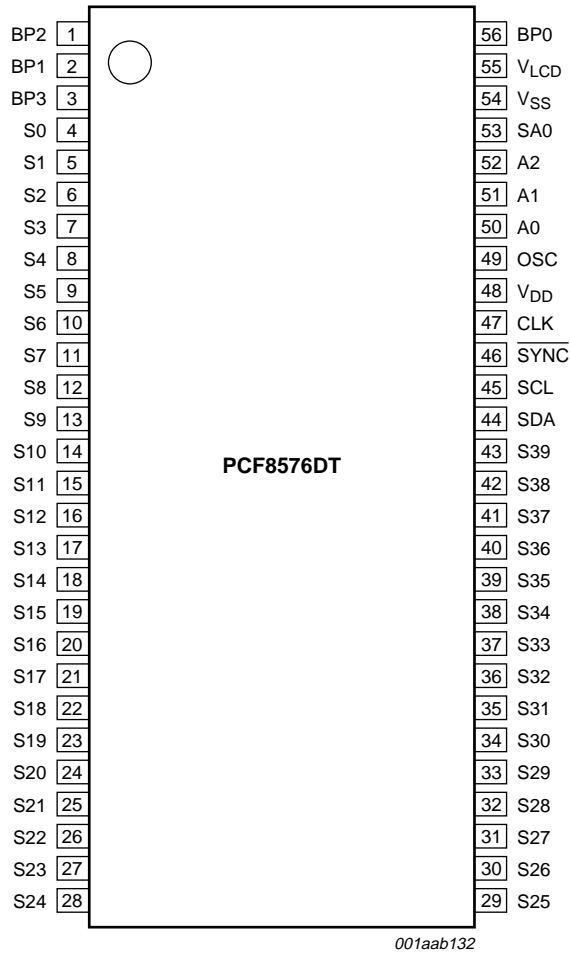 BP2 1 56 BP0
BP1 2 55 VLCD
BP3 3 54 VSS
S0 4 53 SA0
S1 5 52 A2
S2 6 51 A1
S3 7 50 A0
S4 8 49 OSC
S5 9 48 VDD
S6 10 47 CLK
S7 11 46 SYNC
S8 12 45 SCL
S9 13 44 SDA
S10 14 43 S39
PCF8576DT
S11 15 42 S38
S12 16 41 S37
S13 17 40 S36
S14 18 39 S35
S15 19 38 S34
S16 20 37 S33
S17 21 36 S32
S18 22 35 S31
S19 23 34 S30
S20 24 33 S29
S21 25 32 S28
S22 26 31 S27
S23 27 30 S26
S24 28 29 S25
001aab132